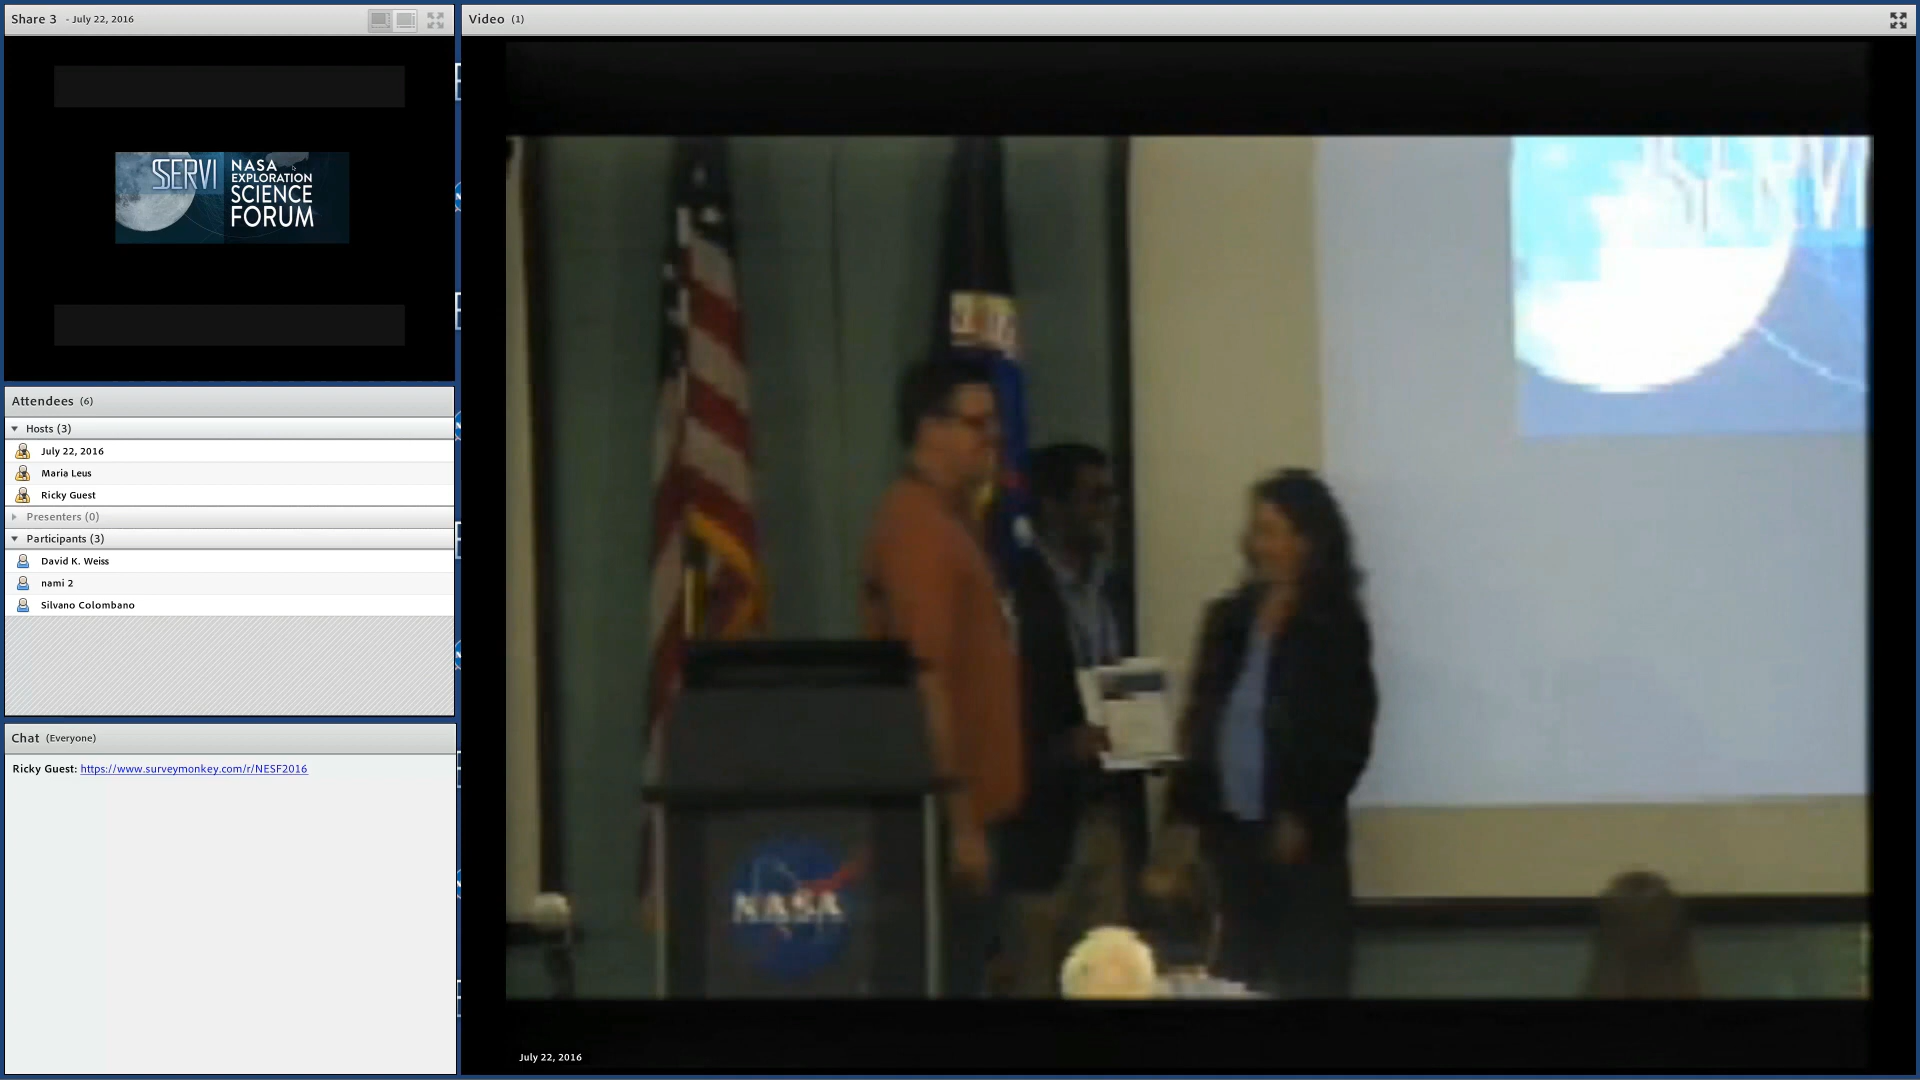 Share 3 - July 22, 2016
SSERVI
NASA
EXPLORATION
SCIENCE
FORUM
Attendees (6)
Hosts (3)
July 22, 2016
Maria Leus
Ricky Guest
Presenters (0)
Participants (3)
David K. Weiss
nami 2
Silvano Colombano
Chat (Everyone)
Ricky Guest: https://www.surveymonkey.com/r/NESF2016
Video (1)
NASA
July 22, 2016